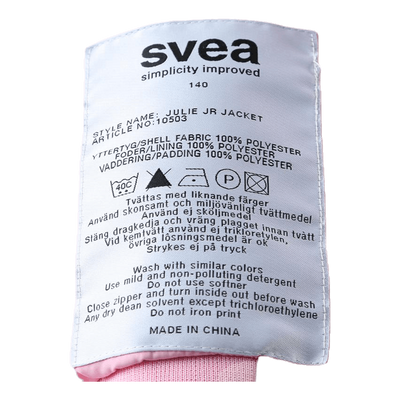 svea
simplicity improved
140
STYLE NAME: JULIE JR JACKET
ARTICLE NO:10503
YTTERTYG/SHELL FABRIC 100% POLYESTER
FODER/LINING 100% POLYESTER
VADDERING/PADDING 100% POLYESTER
40C P
Tvättas med liknande färger
Använd skonsamt och miljövänligt tvättmedel
Använd ej sköljmedel
Stäng dragkedja och vräng plagget innan tvätt
Vid kemtvätt använd ej trikloretylen,
övriga lösningsmedel är ok
Strykes ej på tryck
Wash with similar colors
Use mild and non-polluting detergent
Do not use softner
Close zipper and turn inside out before wash
Any dry dean solvent except trichloroethylene
Do not iron print
MADE IN CHINA